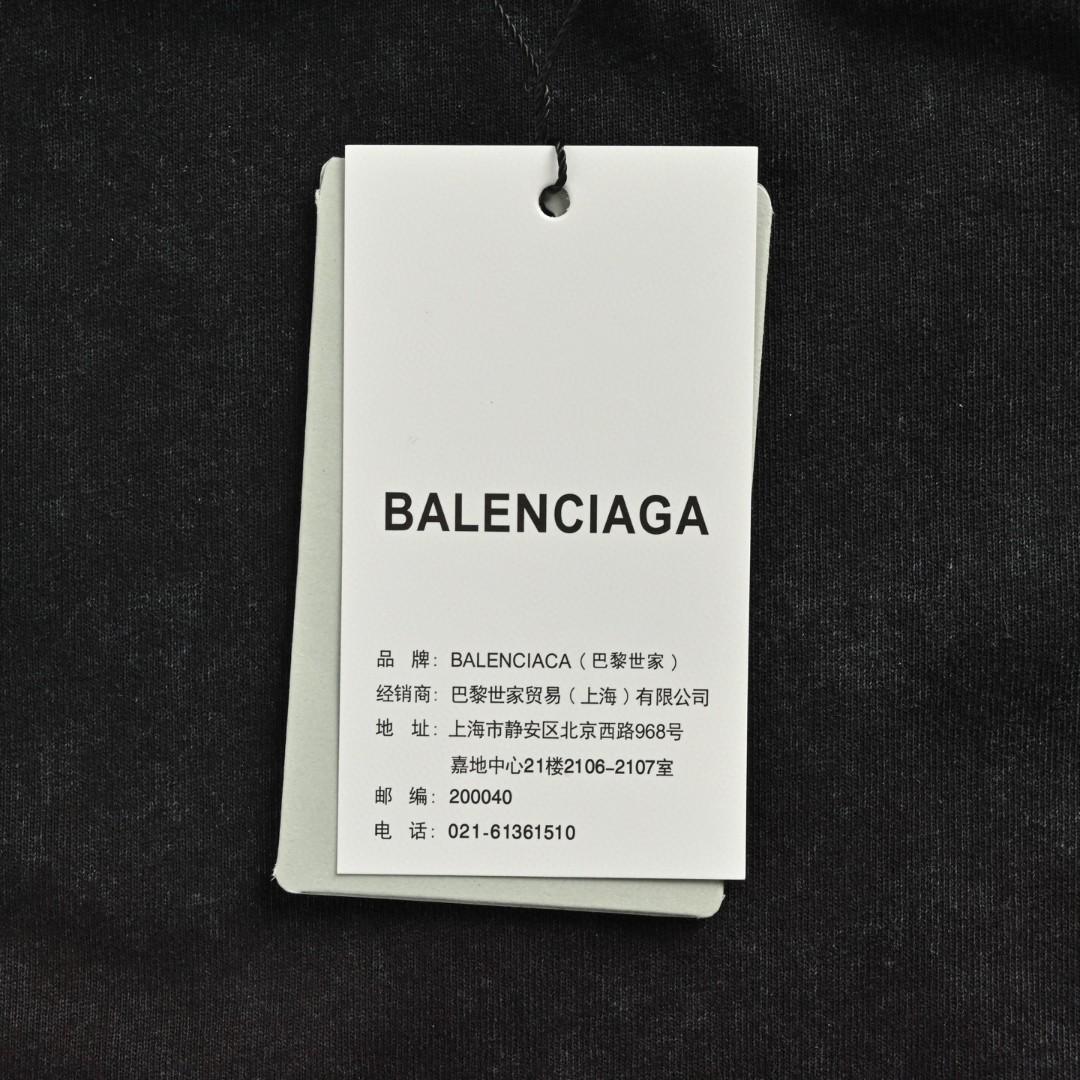 BALENCIAGA
品 牌: BALENCIACA(巴黎世家)
经销商: 巴黎世家贸易(上海)有限公司
地 址: 上海市静安区北京西路968号
嘉地中心21楼2106-2107室
邮 编: 200040
电 话: 021-61361510